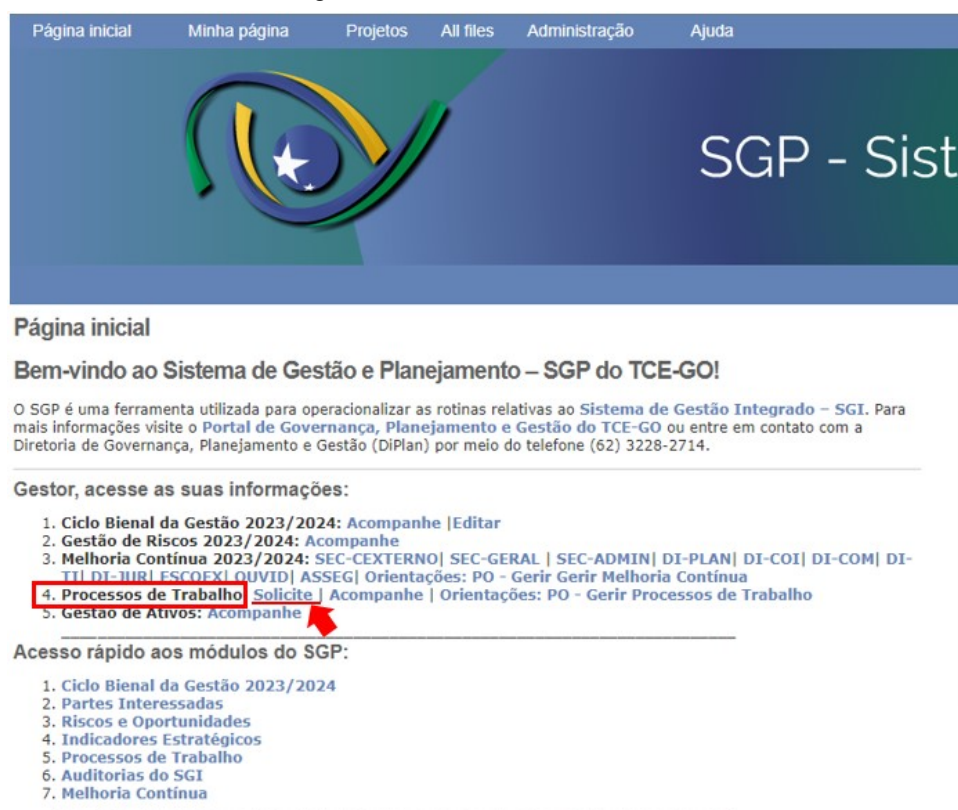 Página inicial Minha página Projetos All files Administração Ajuda
SGP - Sist
Página inicial
Bem-vindo ao Sistema de Gestão e Planejamento – SGP do TCE-GO!
O SGP é uma ferramenta utilizada para operacionalizar as rotinas relativas ao Sistema de Gestão Integrado – SGI. Para
mais informações visite o Portal de Governança, Planejamento e Gestão do TCE-GO ou entre em contato com a
Diretoria de Governança, Planejamento e Gestão (DiPlan) por meio do telefone (62) 3228-2714.
Gestor, acesse as suas informações:
1. Ciclo Bienal da Gestão 2023/2024: Acompanhe |Editar
2. Gestão de Riscos 2023/2024: Acompanhe
3. Melhoria Contínua 2023/2024: SEC-CEXTERNO| SEC-GERAL | SEC-ADMIN| DI-PLAN| DI-COI| DI-COM| DI-
TI| DI-JUR| ESCOEX| OUVID| ASSEG| Orientações: PO - Gerir Gerir Melhoria Contínua
4. Processos de Trabalho Solicite | Acompanhe | Orientações: PO - Gerir Processos de Trabalho
5. Gestão de Ativos: Acompanhe
Acesso rápido aos módulos do SGP:
1. Ciclo Bienal da Gestão 2023/2024
2. Partes Interessadas
3. Riscos e Oportunidades
4. Indicadores Estratégicos
5. Processos de Trabalho
6. Auditorias do SGI
7. Melhoria Contínua